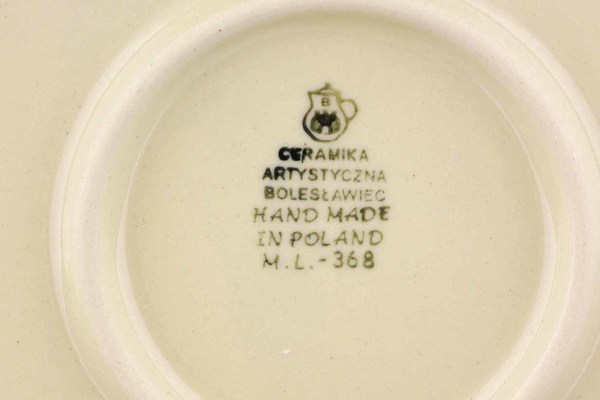 B
CERAMIKA
ARTYSTYCZNA
BOLESŁAWIEC
HAND MADE
IN POLAND
M.L.-368